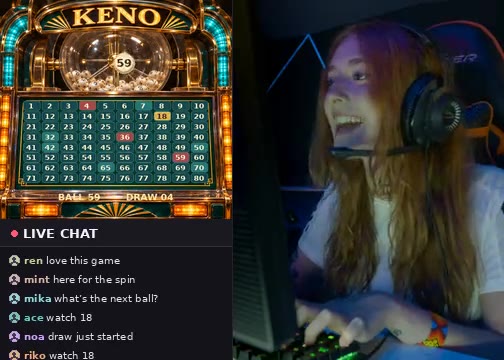 KENO
59
1 2 3 4 5 6 7 8 9 10
11 12 13 14 15 16 17 18 19 20
21 22 23 24 25 26 27 28 29 30
31 32 33 34 35 36 37 38 39 40
41 42 43 44 45 46 47 48 49 50
51 52 53 54 55 56 57 58 59 60
61 62 63 64 65 66 67 68 69 70
71 72 73 74 75 76 77 78 79 80
BALL 59 DRAW 04
LIVE CHAT
ren love this game
mint here for the spin
mika what's the next ball?
ace watch 18
noa draw just started
riko watch 18